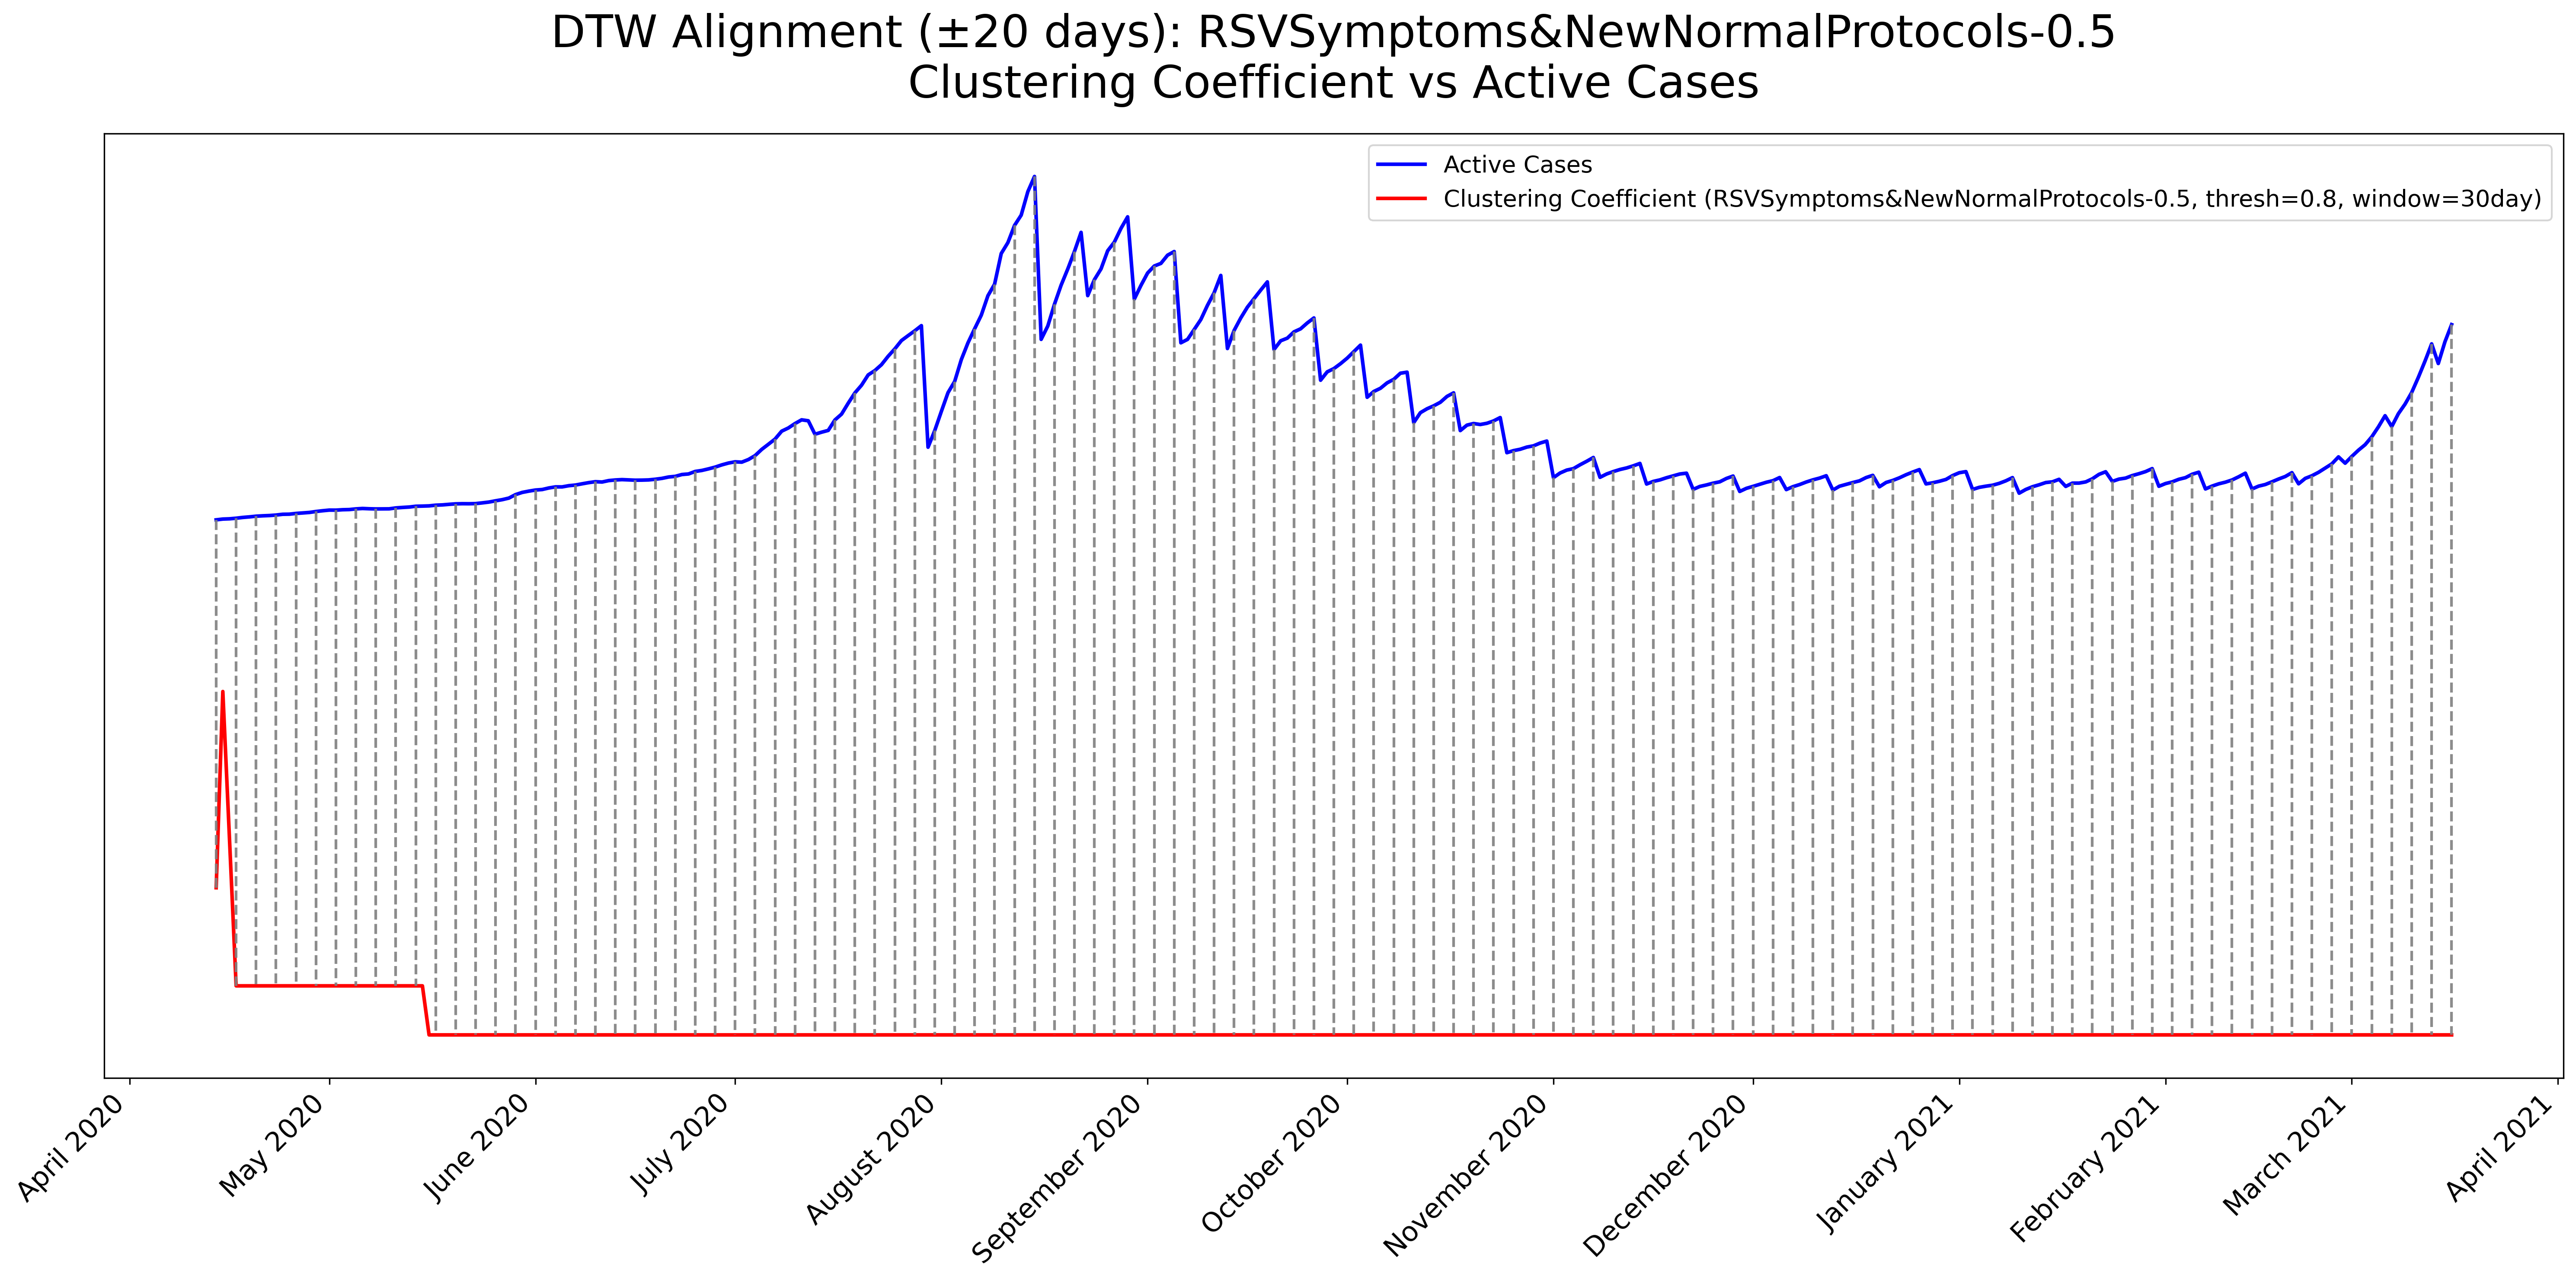 DTW Alignment (±20 days): RSVSymptoms&NewNormalProtocols-0.5
Clustering Coefficient vs Active Cases
Active Cases
Clustering Coefficient (RSVSymptoms&NewNormalProtocols-0.5, thresh=0.8, window=30day)
April 2020
May 2020
June 2020
July 2020
August 2020
September 2020
October 2020
November 2020
December 2020
January 2021
February 2021
March 2021
April 2021